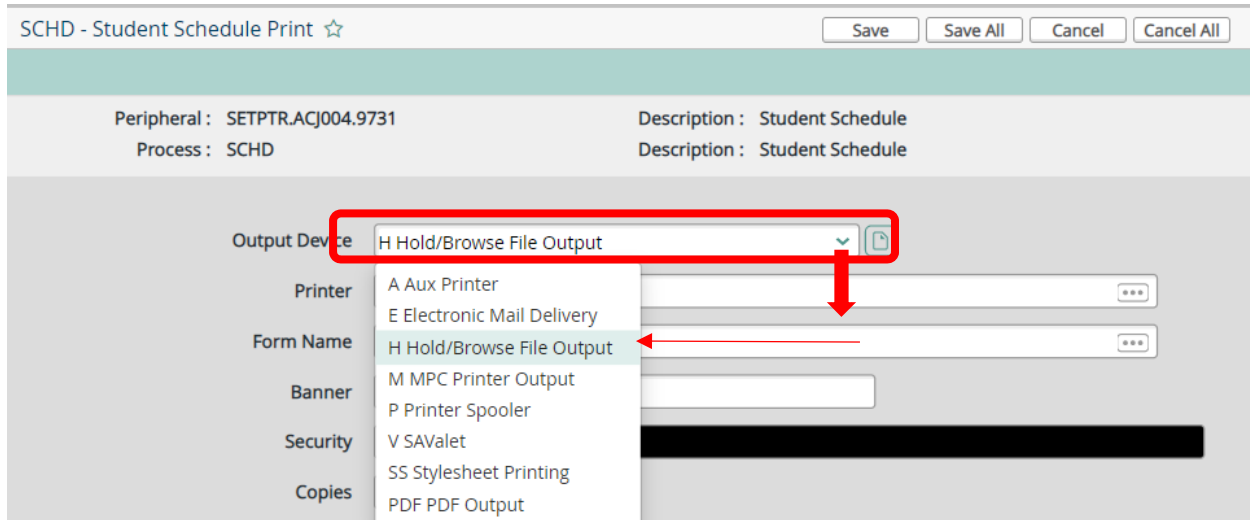 SCHD - Student Schedule Print Save Save All Cancel Cancel All
Peripheral : SETPTR.ACJ004.9731 Description : Student Schedule
Process : SCHD Description : Student Schedule
Output Device H Hold/Browse File Output
Printer
Form Name
Banner
Security
Copies
A Aux Printer
E Electronic Mail Delivery
H Hold/Browse File Output
M MPC Printer Output
P Printer Spooler
V SAValet
SS Stylesheet Printing
PDF PDF Output